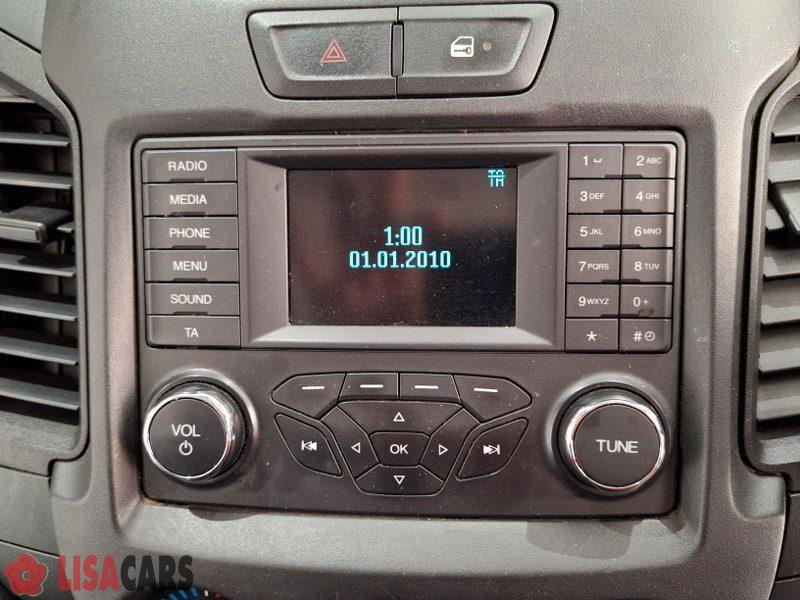 TA
1:00
01.01.2010
RADIO
MEDIA
PHONE
MENU
SOUND
TA
1 ␣ 2 ABC
3 DEF 4 GHI
5 JKL 6 MNO
7 PQRS 8 TUV
9 WXYZ 0 +
* #
VOL
OK
TUNE
LISACARS